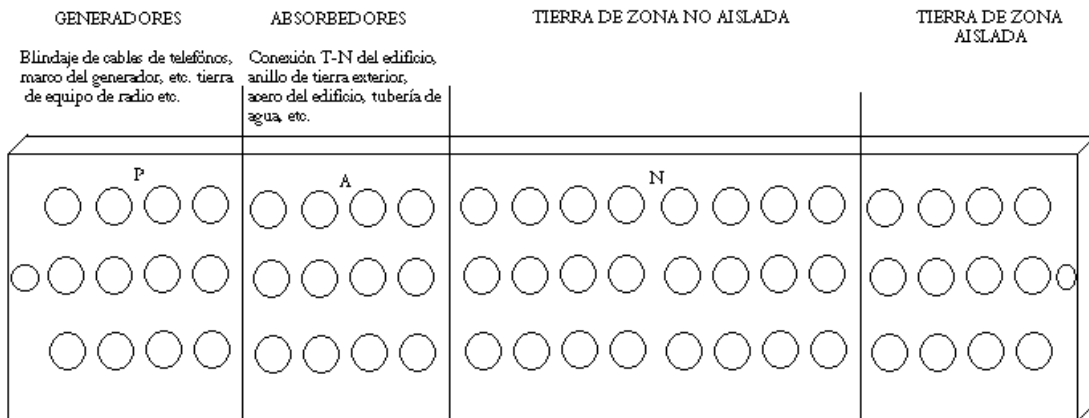 GENERADORES
Blindaje de cables de telefónos,
marco del generador, etc. tierra
de equipo de radio etc.
ABSORBEDORES
Conexión T-N del edificio,
anillo de tierra exterior,
acero del edificio, tubería de
agua, etc.
TIERRA DE ZONA NO AISLADA
TIERRA DE ZONA
AISLADA
P
A
N